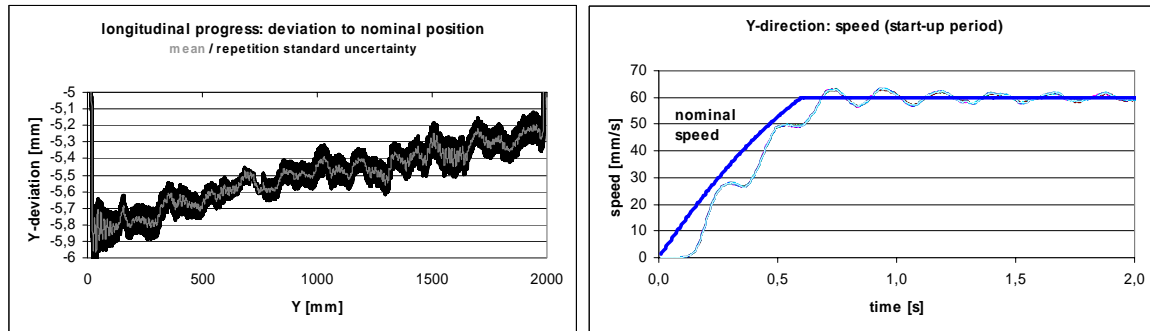 longitudinal progress: deviation to nominal position
mean / repetition standard uncertainty
-5
-5,1
-5,2
-5,3
-5,4
-5,5
-5,6
-5,7
-5,8
-5,9
-6
Y-deviation [mm]
0 500 1000 1500 2000
Y [mm]
Y-direction: speed (start-up period)
70
60
50
40
30
20
10
0
speed [mm/s]
nominal
speed
0,0 0,5 1,0 1,5 2,0
time [s]